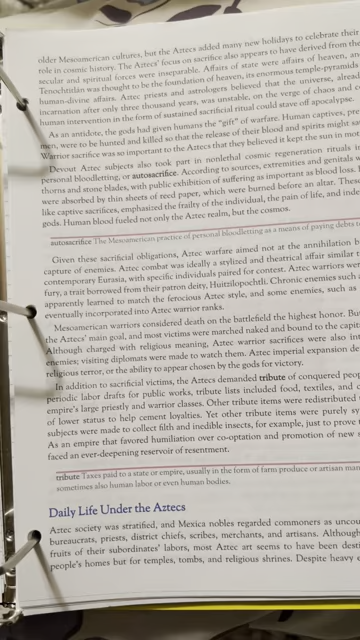 older Mesoamerican cultures, but the Aztecs added many new holidays to celebrate their
role in cosmic history. The Aztecs' focus on sacrifice also appears to have derived from the
secular and spiritual forces were inseparable. Affairs of state were affairs of heaven, an
Tenochtitlán was thought to be the foundation of heaven, its enormous temple-pyramids
human-divine affairs. Aztec priests and astrologers believed that the universe, alread
incarnation after only three thousand years, was unstable, on the verge of chaos and c
human intervention in the form of sustained sacrificial ritual could stave off apocalypse.
As an antidote, the gods had given humans the "gift" of warfare. Human captives, pre
men, were to be hunted and killed so that the release of their blood and spirits might sa
Warrior sacrifice was so important to the Aztecs that they believed it kept the sun in mot
Devout Aztec subjects also took part in nonlethal cosmic regeneration rituals in
personal bloodletting, or autosacrifice. According to sources, extremities and genitals w
thorns and stone blades, with public exhibition of suffering as important as blood loss.
were absorbed by thin sheets of reed paper, which were burned before an altar. These
like captive sacrifices, emphasized the frailty of the individual, the pain of life, and inde
gods. Human blood fueled not only the Aztec realm, but the cosmos.
autosacrifice The Mesoamerican practice of personal bloodletting as a means of paying debts to
Given these sacrificial obligations, Aztec warfare aimed not at the annihilation b
capture of enemies. Aztec combat was ideally a stylized and theatrical affair similar t
contemporary Eurasia, with specific individuals paired for contest. Aztec warriors wer
fury, a trait borrowed from their patron deity, Huitzilopochtli. Chronic enemies such a
apparently learned to match the ferocious Aztec style, and some enemies, such as
eventually incorporated into Aztec warrior ranks.
Mesoamerican warriors considered death on the battlefield the highest honor. But
the Aztecs' main goal, and most victims were marched naked and bound to the capit
Although charged with religious meaning, Aztec warrior sacrifices were also int
enemies; visiting diplomats were made to watch them. Aztec imperial expansion de
religious terror, or the ability to appear chosen by the gods for victory.
In addition to sacrificial victims, the Aztecs demanded tribute of conquered peop
periodic labor drafts for public works, tribute lists included food, textiles, and c
empire's large priestly and warrior classes. Other tribute items were redistributed
of lower status to help cement loyalties. Yet other tribute items were purely sy
subjects were made to collect filth and inedible insects, for example, just to prove t
As an empire that favored humiliation over co-optation and promotion of new s
faced an ever-deepening reservoir of resentment.
tribute Taxes paid to a state or empire, usually in the form of farm produce or artisan man
sometimes also human labor or even human bodies.
Daily Life Under the Aztecs
Aztec society was stratified, and Mexica nobles regarded commoners as uncou
bureaucrats, priests, district chiefs, scribes, merchants, and artisans. Although
fruits of their subordinates' labors, most Aztec art seems to have been desti
people's homes but for temples, tombs, and religious shrines. Despite heavy e